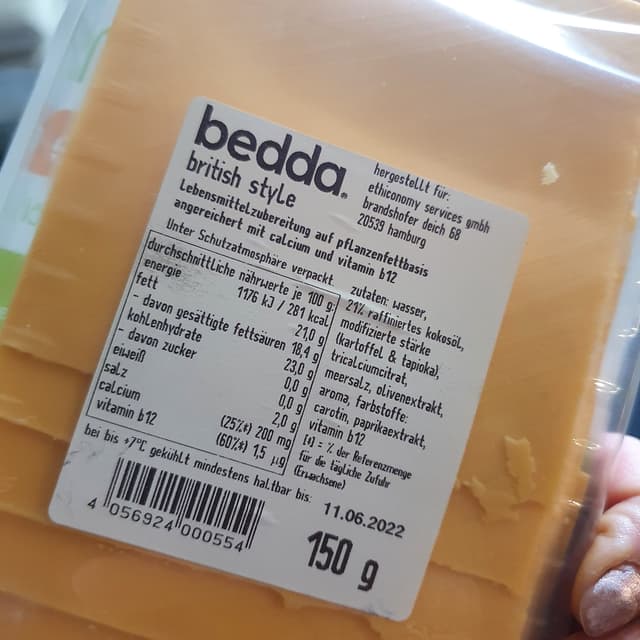 bedda®
british style
hergestellt für:
ethiconomy services gmbh
brandshofer deich 68
20539 hamburg
Lebensmittelzubereitung auf pflanzenfettbasis
angereichert mit calcium und vitamin b12
Unter Schutzatmosphäre verpackt
durchschnittliche nährwerte je 100 g:
energie 1176 kJ / 281 kcal
fett 21,0 g
- davon gesättigte fettsäuren 18,4 g
kohlenhydrate 23,0 g
- davon zucker 0,0 g
eiweiß 0,0 g
salz 2,0 g
calcium (25%*) 200 mg
vitamin b12 (60%*) 1,5 µg
zutaten: wasser,
21% raffiniertes kokosöl,
modifizierte stärke
(kartoffel & tapioka),
tricalciumcitrat,
meersalz, olivenextrakt,
aroma, farbstoffe:
carotin, paprikaextrakt,
vitamin b12
(*) = % der Referenzmenge
für die tägliche Zufuhr
(Erwachsene)
bei bis +7°C gekühlt mindestens haltbar bis: 11.06.2022
4 056924 000554
150 g